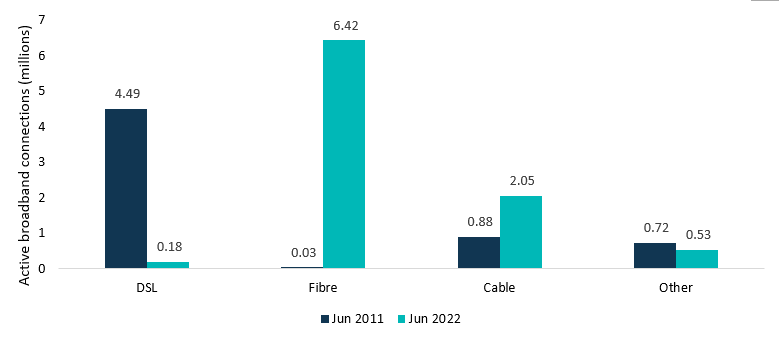 Active broadband connections (millions)
7
6
5
4
3
2
1
0
4.49
0.18
0.03
6.42
0.88
2.05
0.72
0.53
DSL
Fibre
Cable
Other
Jun 2011
Jun 2022